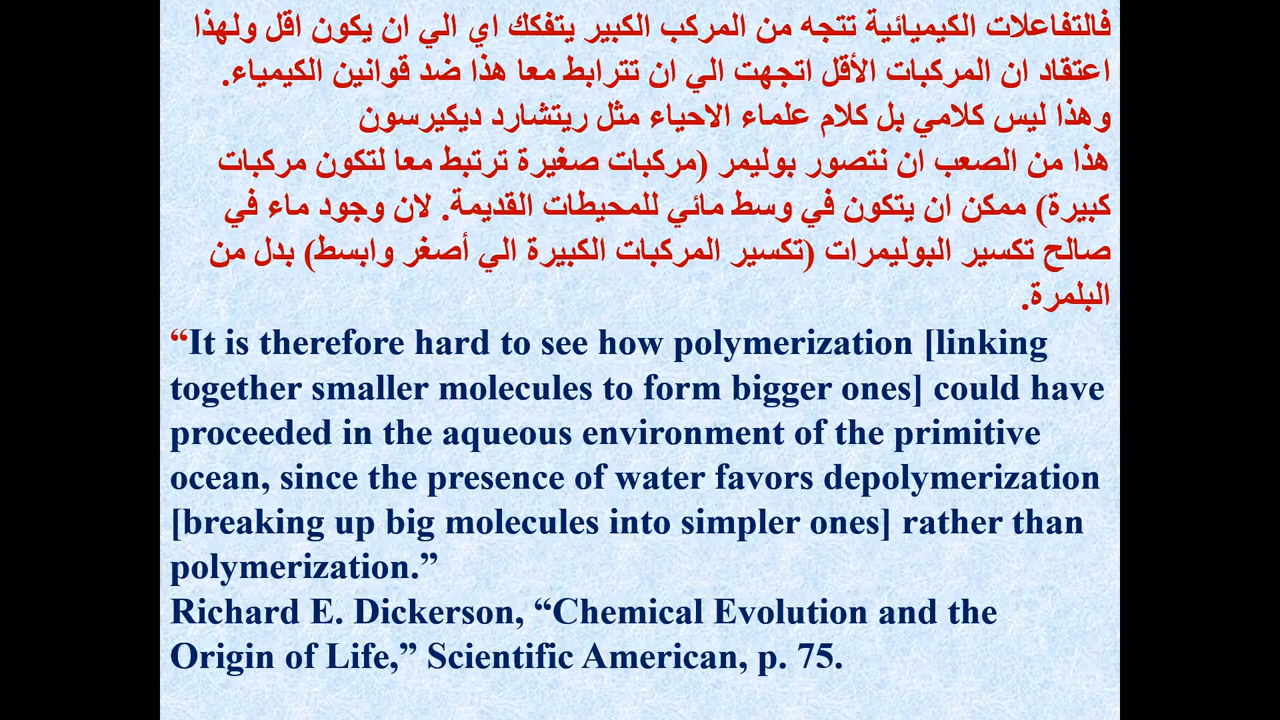 فالتفاعلات الكيميائية تتجه من المركب الكبير يتفكك اي الي ان يكون اقل ولهذا
اعتقاد ان المركبات الأقل اتجهت الي ان تترابط معا هذا ضد قوانين الكيمياء.
وهذا ليس كلامي بل كلام علماء الاحياء مثل ريتشارد ديكيرسون
هذا من الصعب ان نتصور بوليمر (مركبات صغيرة ترتبط معا لتكون مركبات
كبيرة) ممكن ان يتكون في وسط مائي للمحيطات القديمة. لان وجود ماء في
صالح تكسير البوليمرات (تكسير المركبات الكبيرة الي أصغر وابسط) بدل من
البلمرة.
“It is therefore hard to see how polymerization [linking
together smaller molecules to form bigger ones] could have
proceeded in the aqueous environment of the primitive
ocean, since the presence of water favors depolymerization
[breaking up big molecules into simpler ones] rather than
polymerization.”
Richard E. Dickerson, “Chemical Evolution and the
Origin of Life,” Scientific American, p. 75.